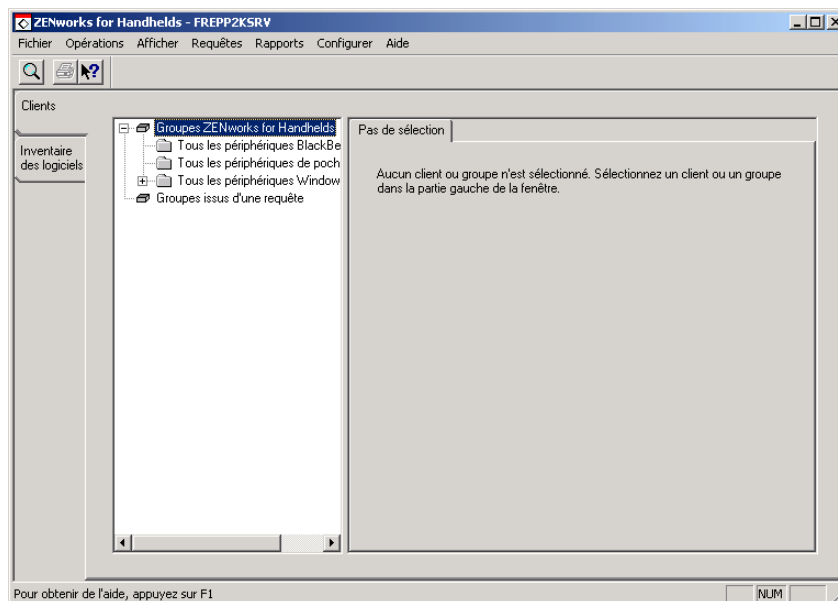 ZENworks for Handhelds - FREPP2KSRV
Fichier Opérations Afficher Requêtes Rapports Configurer Aide
Clients
Inventaire
des logiciels
Groupes ZENworks for Handhelds
Tous les périphériques BlackBe
Tous les périphériques de poch
Tous les périphériques Window
Groupes issus d'une requête
Pas de sélection
Aucun client ou groupe n'est sélectionné. Sélectionnez un client ou un groupe
dans la partie gauche de la fenêtre.
Pour obtenir de l'aide, appuyez sur F1
NUM